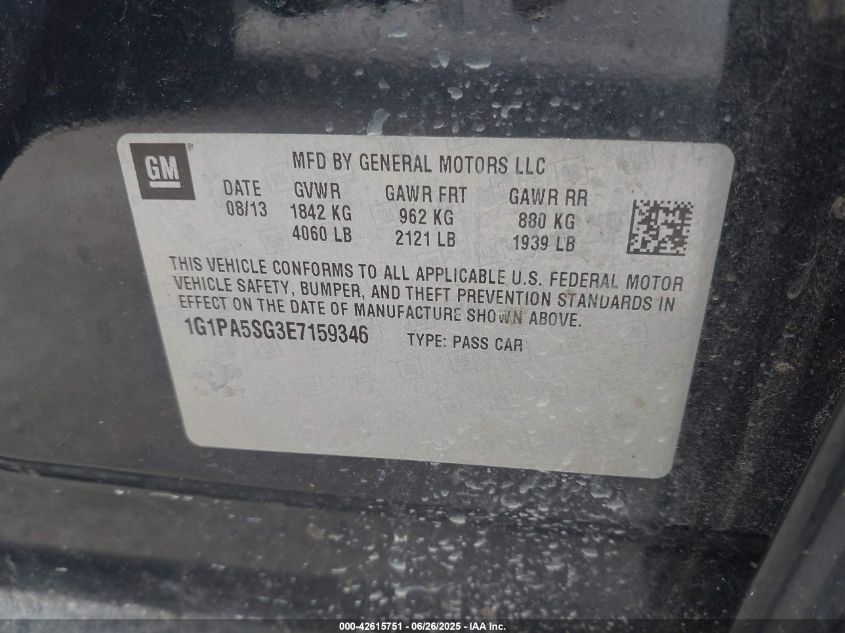 GM
MFD BY GENERAL MOTORS LLC
DATE GVWR GAWR FRT GAWR RR
08/13 1842 KG 962 KG 880 KG
4060 LB 2121 LB 1939 LB
THIS VEHICLE CONFORMS TO ALL APPLICABLE U.S. FEDERAL MOTOR
VEHICLE SAFETY, BUMPER, AND THEFT PREVENTION STANDARDS IN
EFFECT ON THE DATE OF MANUFACTURE SHOWN ABOVE.
1G1PA5SG3E7159346 TYPE: PASS CAR
000-42615751 - 06/26/2025 - IAA Inc.